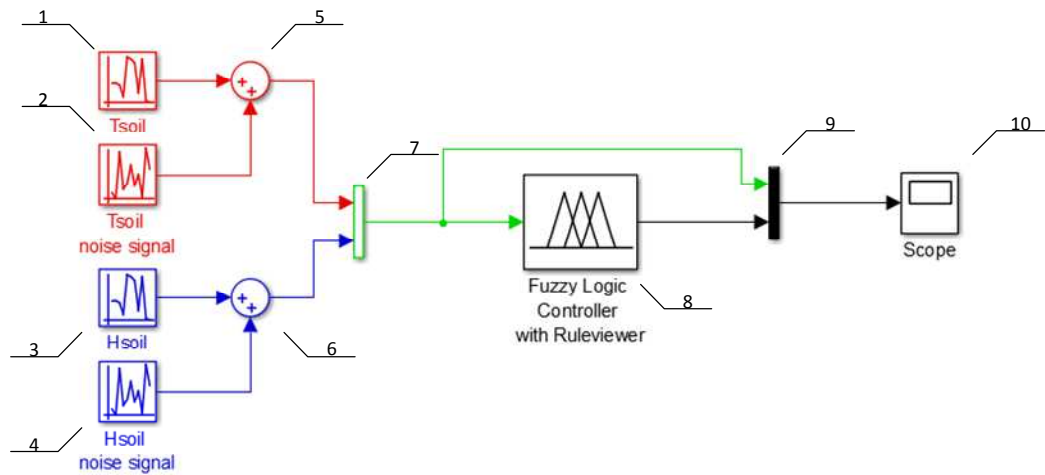 1
5
2
Tsoil
7
9
10
Tsoil
noise signal
Scope
Fuzzy Logic
Controller
with Ruleviewer
8
3
Hsoil
6
4
Hsoil
noise signal